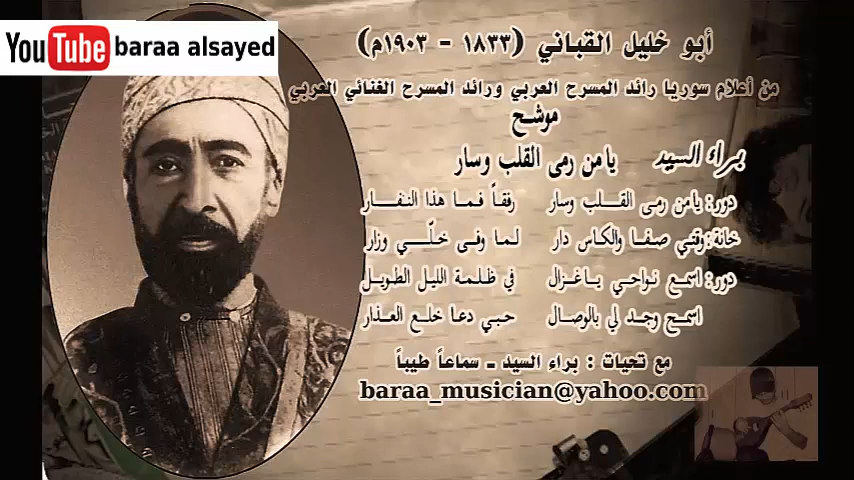 YouTube baraa alsayed
أبو خليل القباني (١٨٣٣ - ١٩٠٣م)
من أعلام سوريا رائد المسرح العربي ورائد المسرح الغنائي العربي
موشح
براء السيد يامن رمى القلب وسار
دور: يامن رمى القلب وسار رفقاً فما هذا النفار
خانة: وقتي صفا والكاس دار لما وفى خلّي وزار
دور: اسمع نواحي ياغزال في ظلمة الليل الطويل
اسمح وجد لي بالوصال حبي دعا خلع العذار
مع تحيات : براء السيد - سماعاً طيباً
baraa_musician@yahoo.com